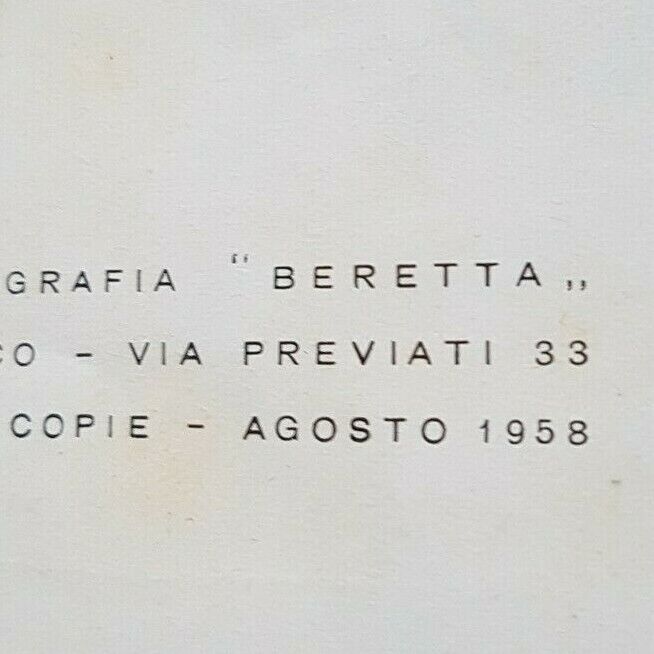 GRAFIA “BERETTA„
CO - VIA PREVIATI 33
COPIE - AGOSTO 1958